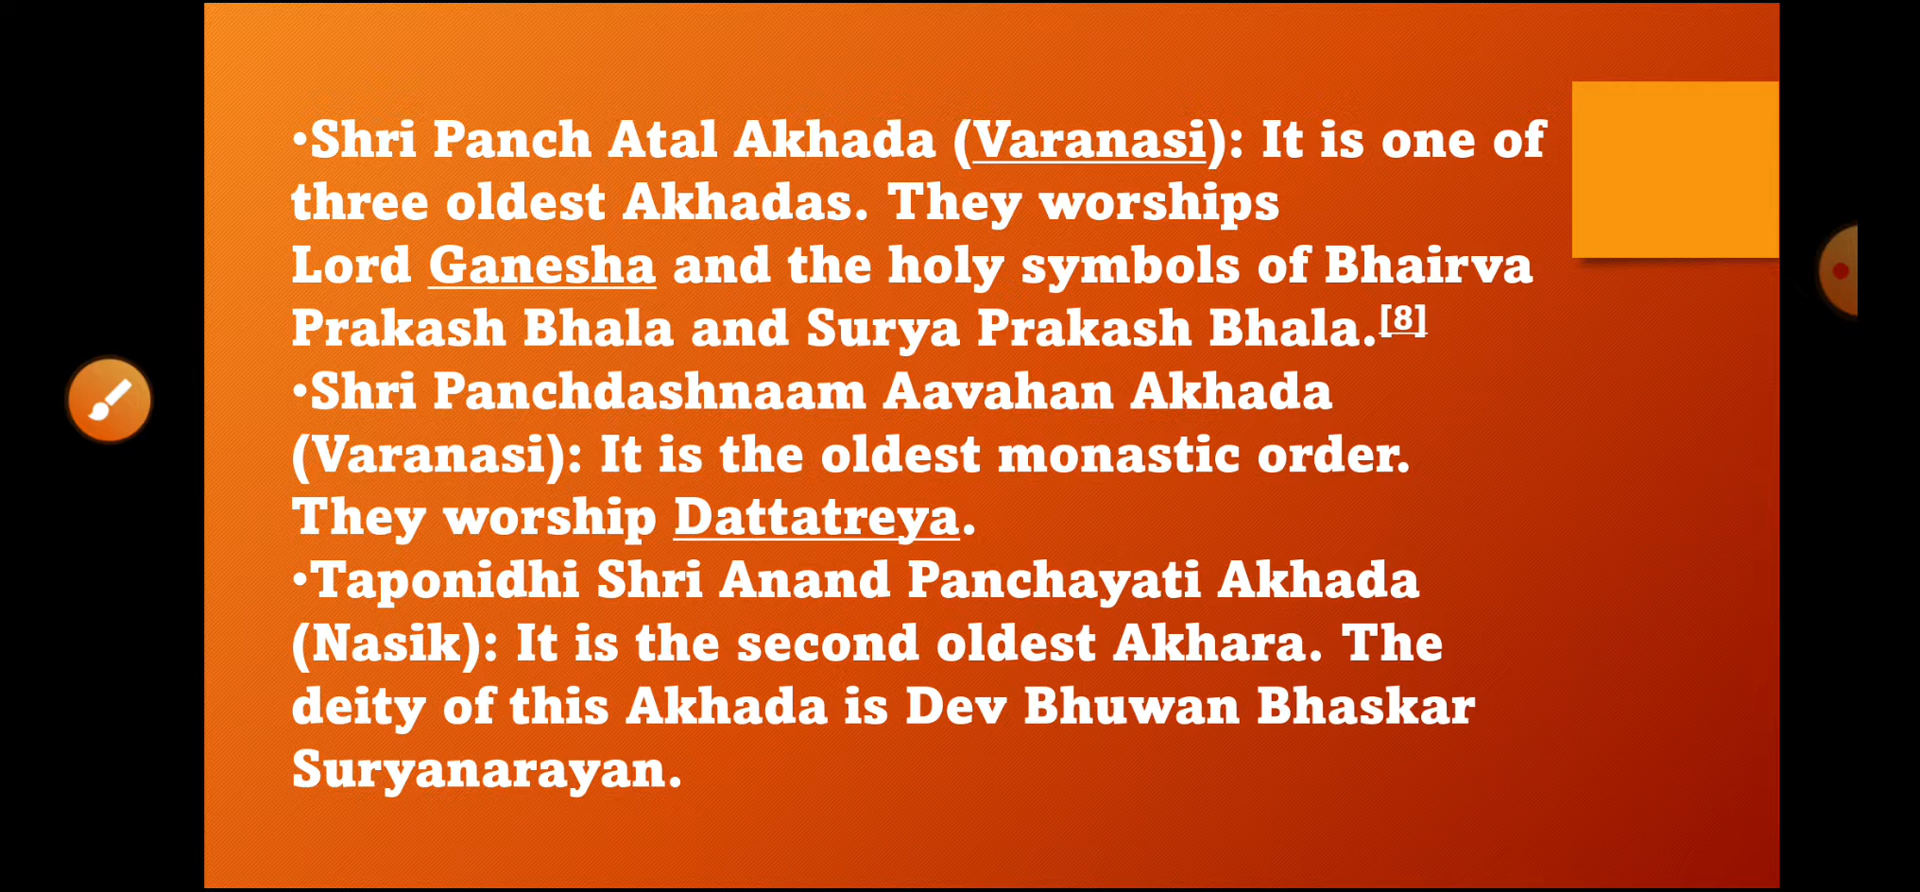 •Shri Panch Atal Akhada (Varanasi): It is one of
three oldest Akhadas. They worships
Lord Ganesha and the holy symbols of Bhairva
Prakash Bhala and Surya Prakash Bhala.[8]
•Shri Panchdashnaam Aavahan Akhada
(Varanasi): It is the oldest monastic order.
They worship Dattatreya.
•Taponidhi Shri Anand Panchayati Akhada
(Nasik): It is the second oldest Akhara. The
deity of this Akhada is Dev Bhuwan Bhaskar
Suryanarayan.